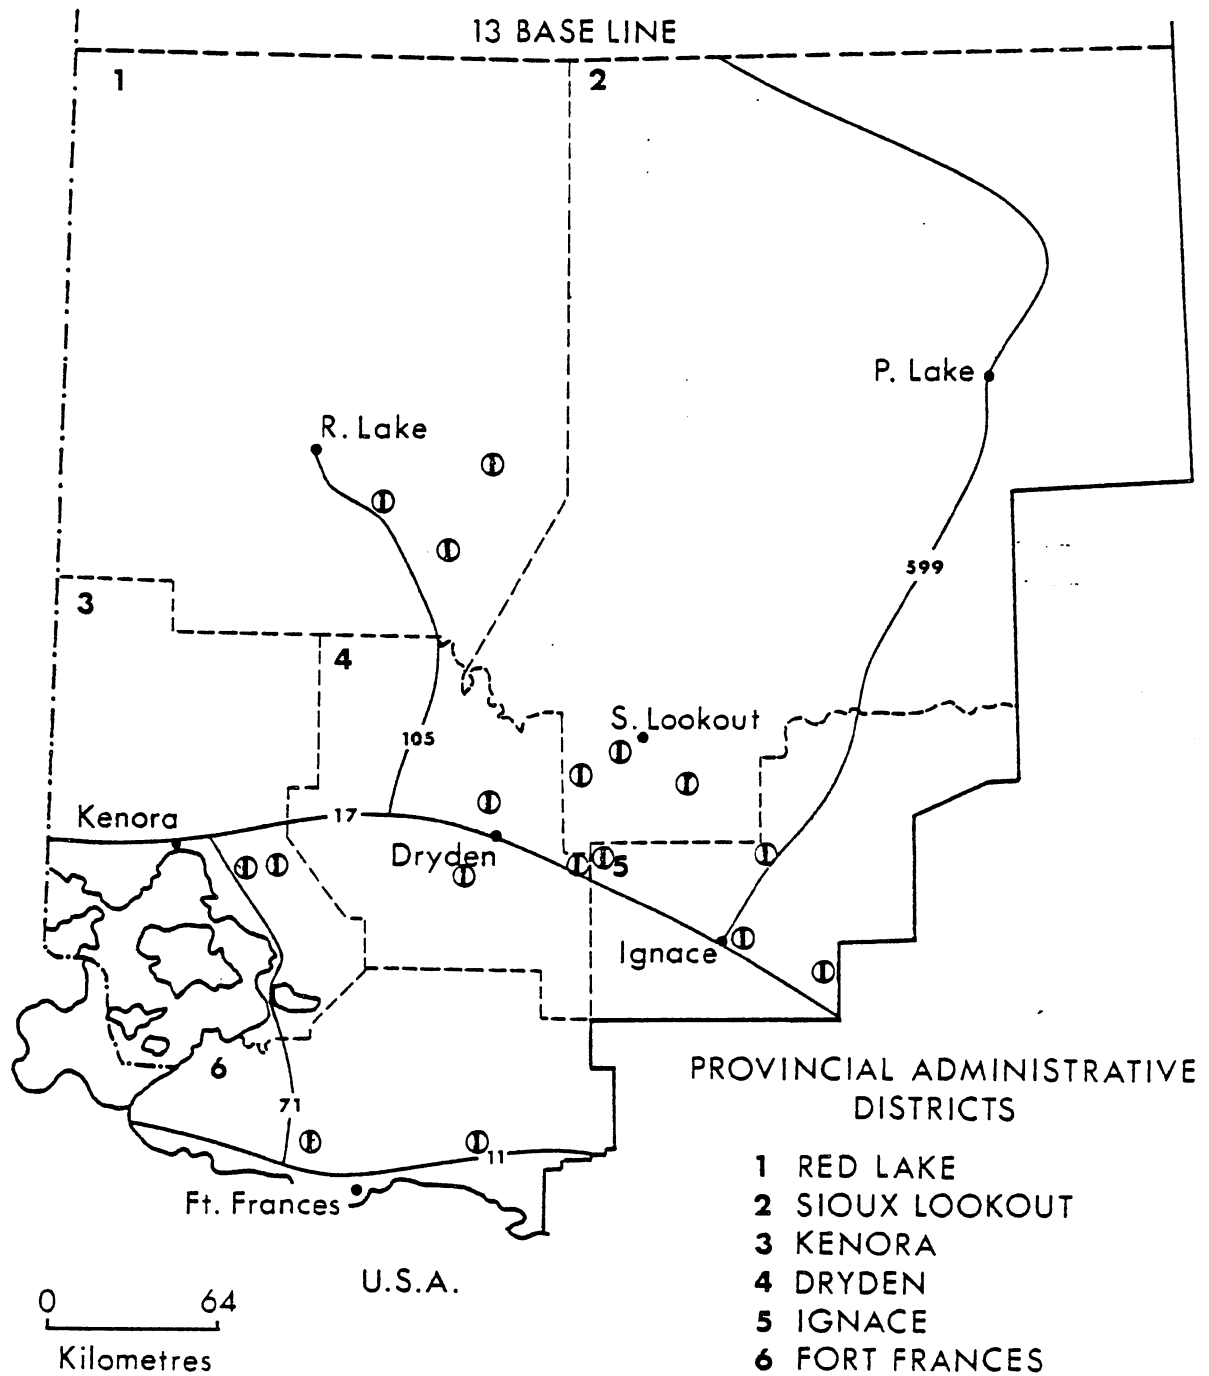 13 BASE LINE
1
2
P. Lake
R. Lake
599
3
4
S. Lookout
105
Kenora
17
Dryden
5
Ignace
6
71
11
Ft. Frances
PROVINCIAL ADMINISTRATIVE
DISTRICTS
1 RED LAKE
2 SIOUX LOOKOUT
3 KENORA
4 DRYDEN
5 IGNACE
6 FORT FRANCES
U.S.A.
0 64
Kilometres